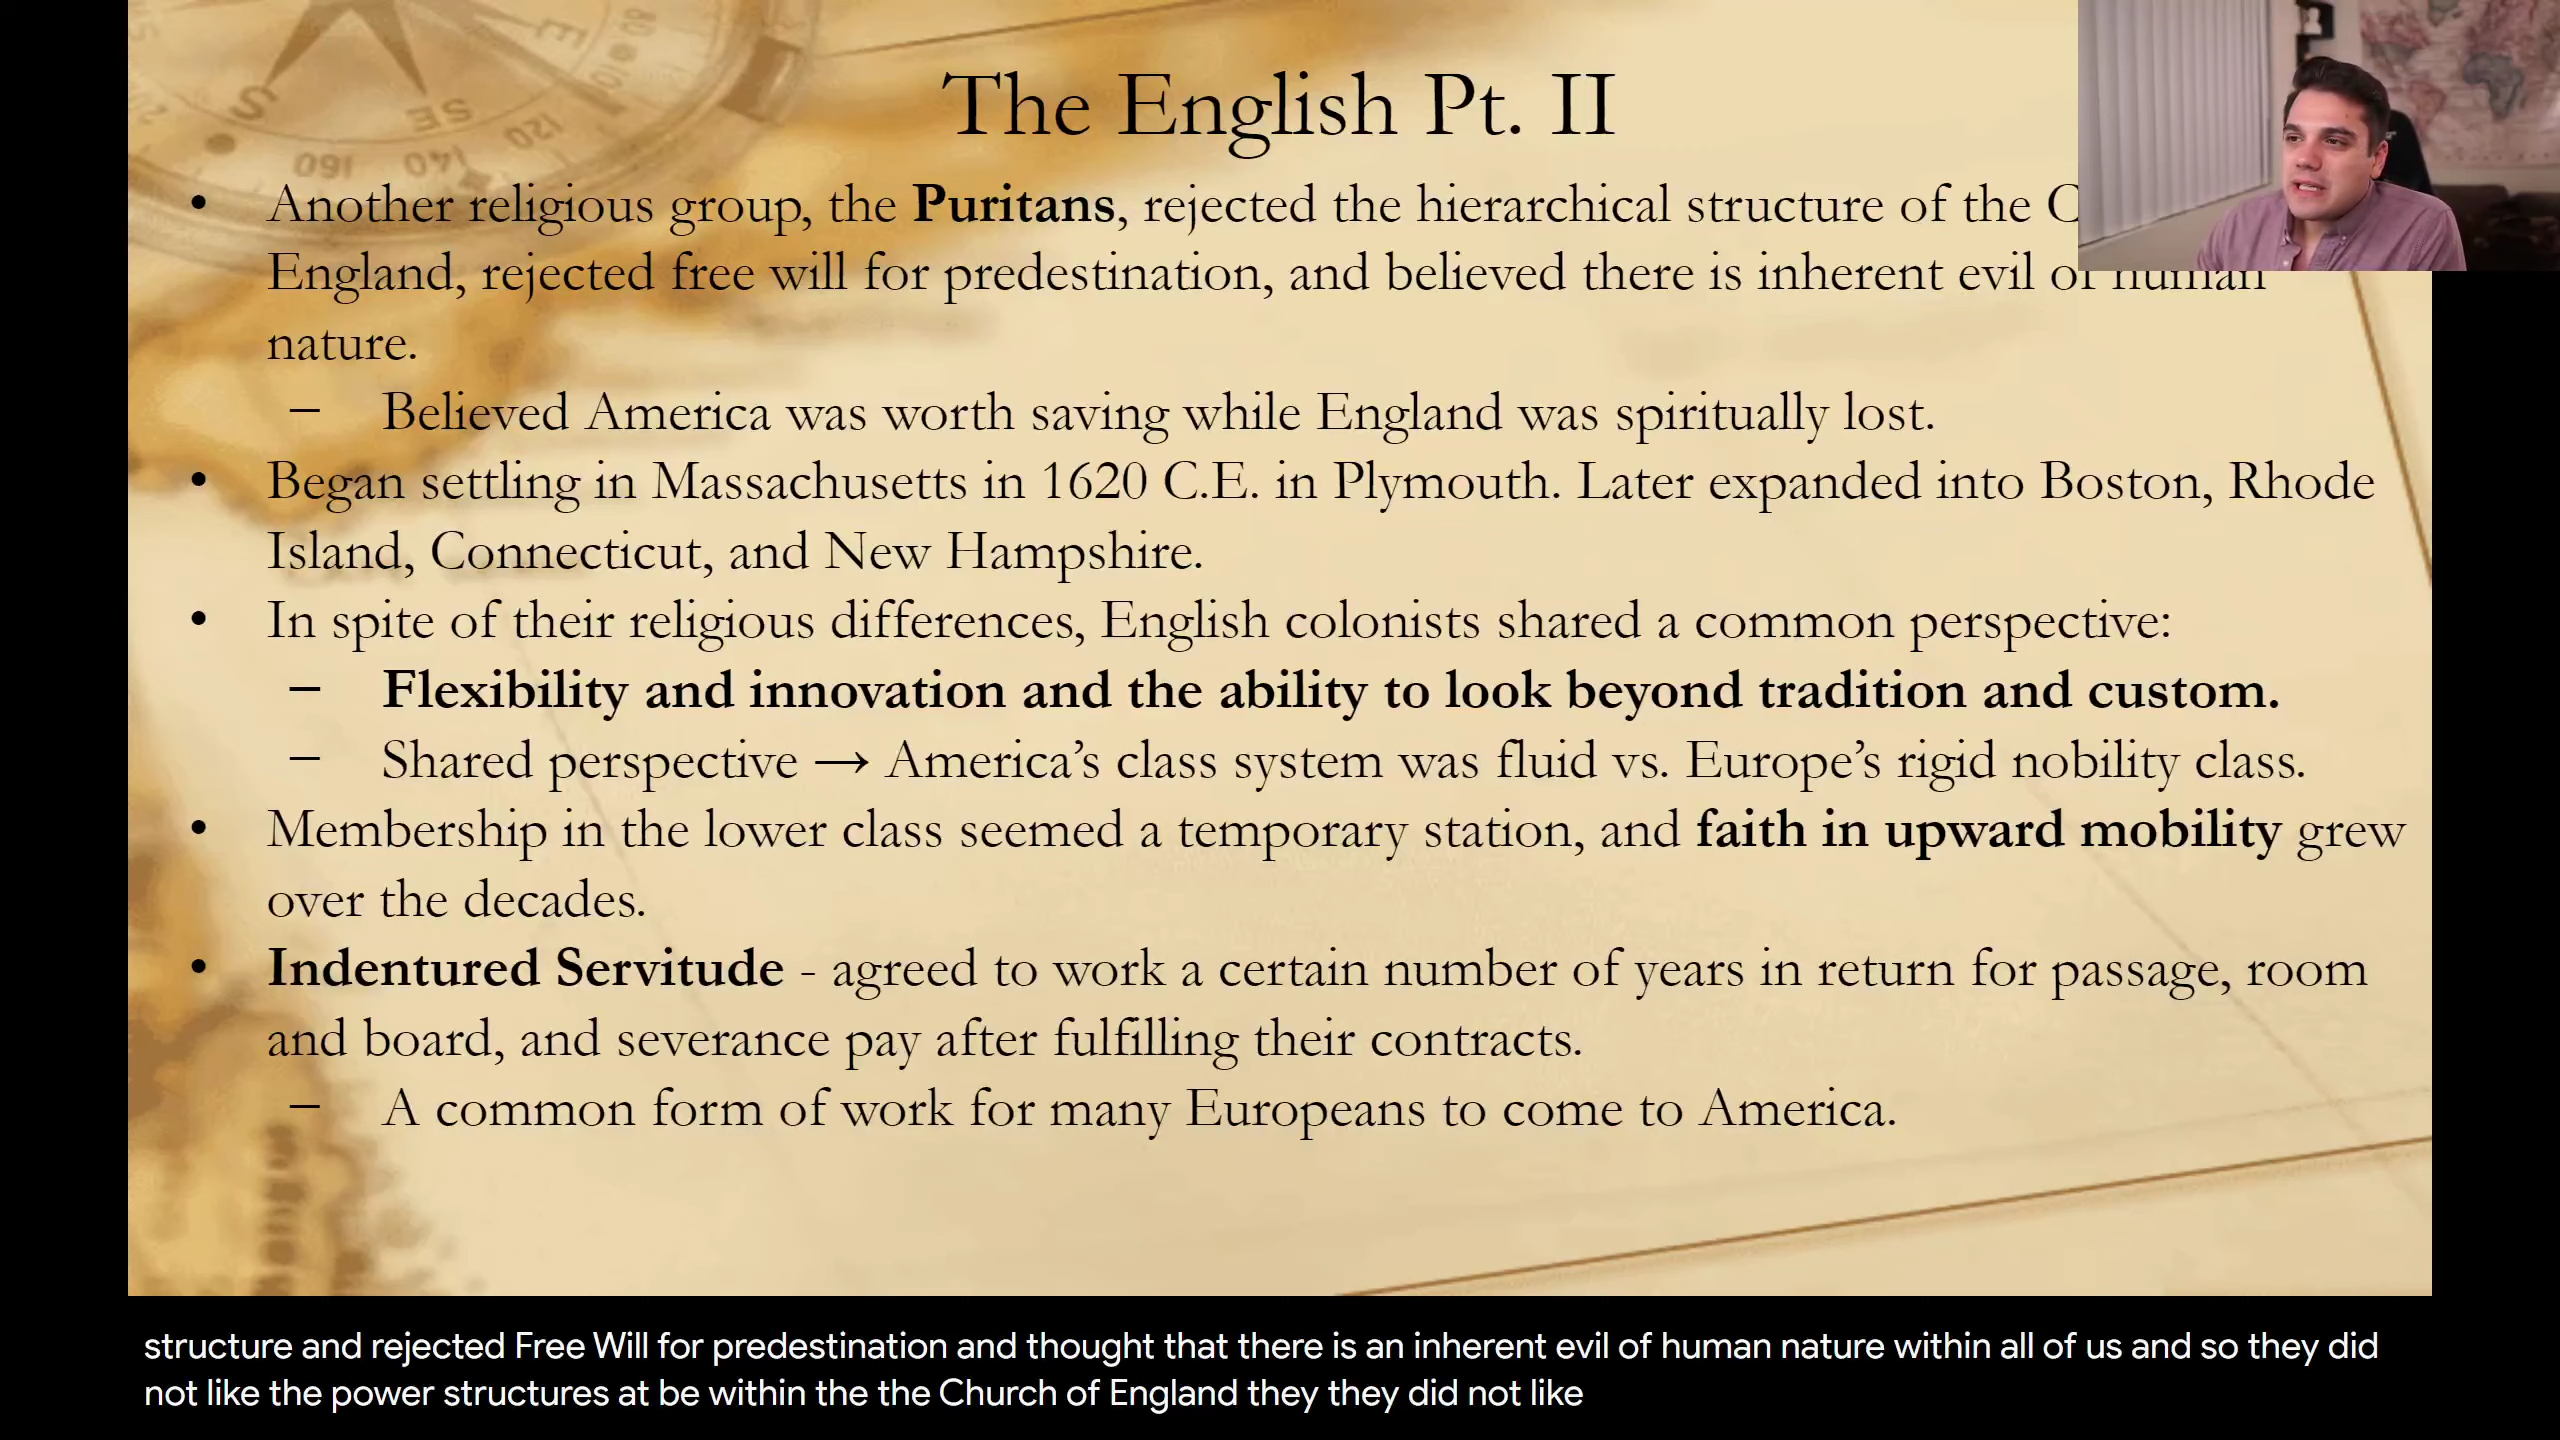 The English Pt. II
• Another religious group, the Puritans, rejected the hierarchical structure of the C
England, rejected free will for predestination, and believed there is inherent evil of human
nature.
– Believed America was worth saving while England was spiritually lost.
• Began settling in Massachusetts in 1620 C.E. in Plymouth. Later expanded into Boston, Rhode
Island, Connecticut, and New Hampshire.
• In spite of their religious differences, English colonists shared a common perspective:
– Flexibility and innovation and the ability to look beyond tradition and custom.
– Shared perspective → America’s class system was fluid vs. Europe’s rigid nobility class.
• Membership in the lower class seemed a temporary station, and faith in upward mobility grew
over the decades.
• Indentured Servitude - agreed to work a certain number of years in return for passage, room
and board, and severance pay after fulfilling their contracts.
– A common form of work for many Europeans to come to America.
structure and rejected Free Will for predestination and thought that there is an inherent evil of human nature within all of us and so they did
not like the power structures at be within the the Church of England they they did not like
S
SE
E
120
140
160